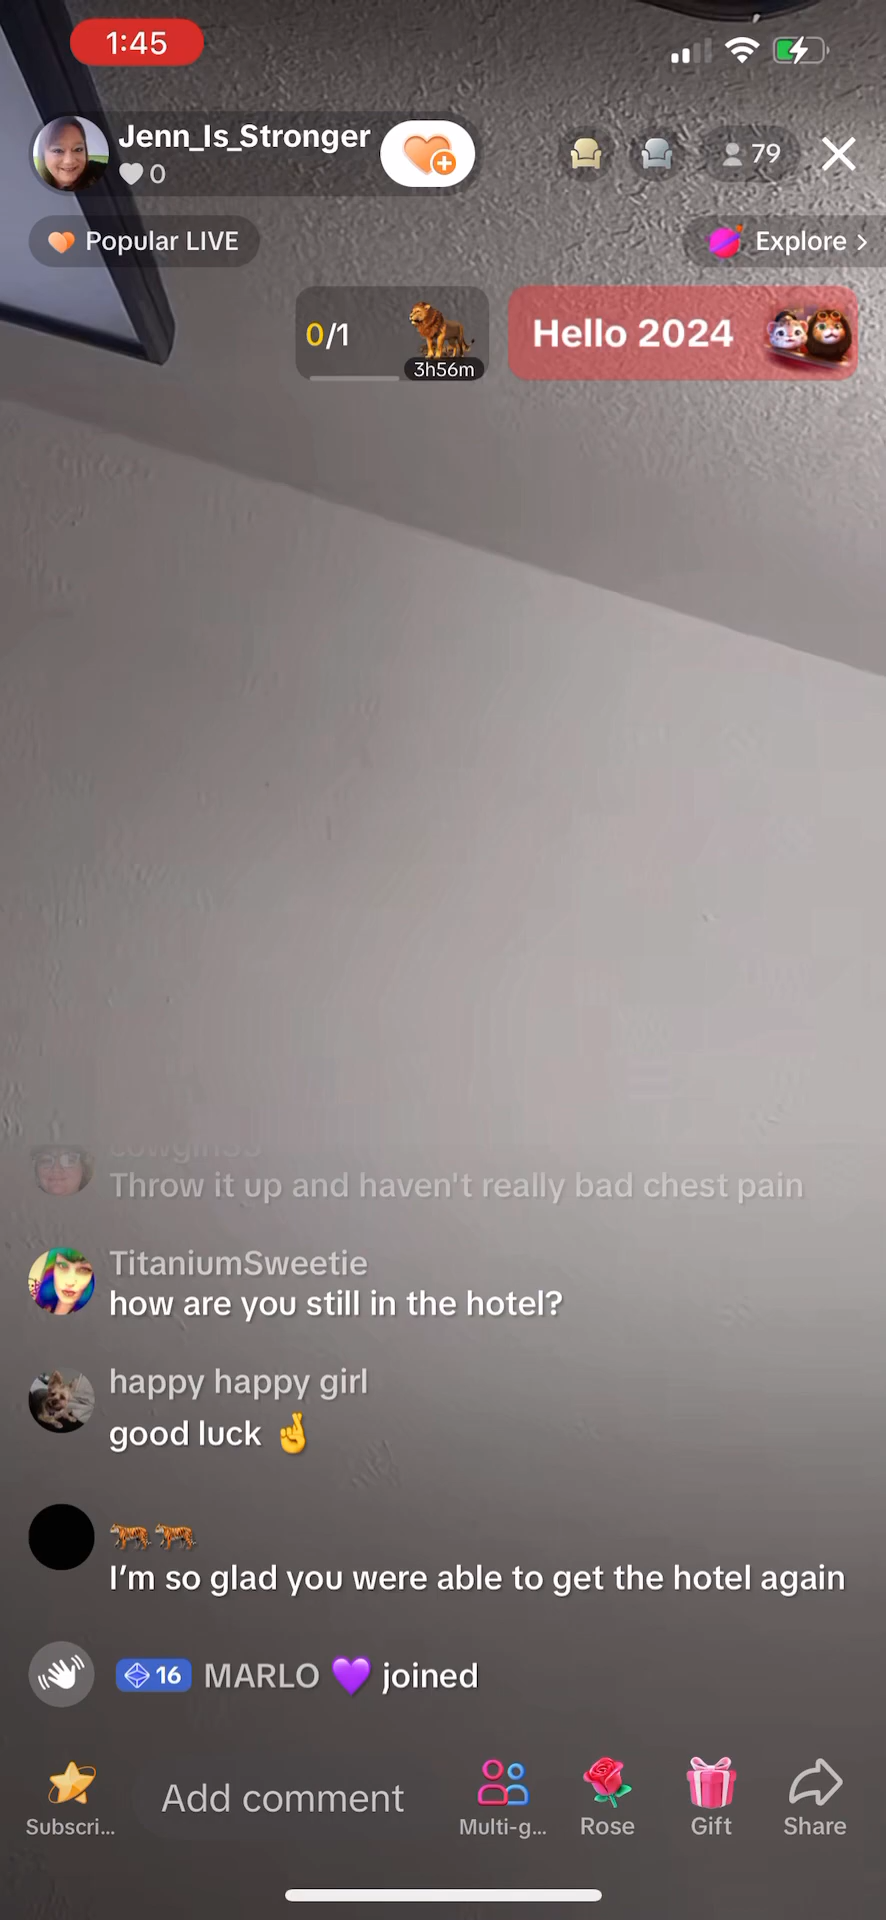 1:45
Jenn_Is_Stronger
0
79
Popular LIVE
Explore >
0/1
3h56m
Hello 2024
Throw it up and haven't really bad chest pain
TitaniumSweetie
how are you still in the hotel?
happy happy girl
good luck 🤞
🐅🐅
I'm so glad you were able to get the hotel again
16 MARLO 💜 joined
Add comment
Subscri...
Multi-g...
Rose
Gift
Share